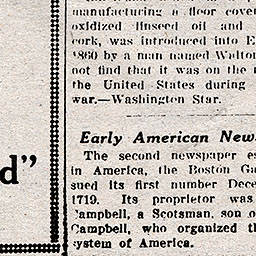 manufacturing a floor cover
oxidized linseed oil and
cork, was introduced into E
1860 by a man named Walton
not find that it was on the
the United States during
war.—Washington Star.
Early American New
d”
The second newspaper es
in America, the Boston Ga
sued its first number Dece
1719. Its proprietor was
Campbell, a Scotsman, son o
Campbell, who organized th
system of America.